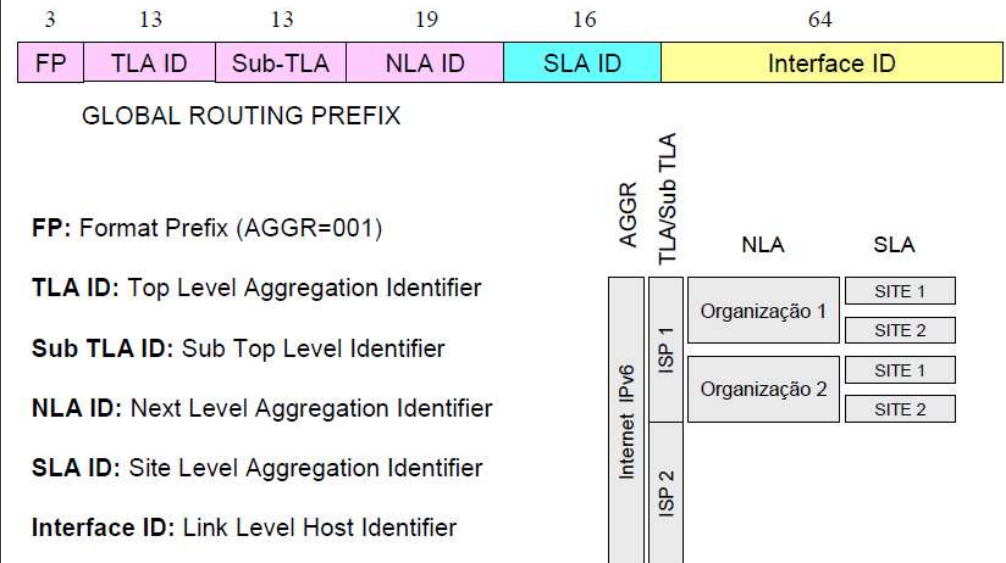 3 13 13 19 16 64
FP TLA ID Sub-TLA NLA ID SLA ID Interface ID
GLOBAL ROUTING PREFIX
FP: Format Prefix (AGGR=001)
TLA ID: Top Level Aggregation Identifier
Sub TLA ID: Sub Top Level Identifier
NLA ID: Next Level Aggregation Identifier
SLA ID: Site Level Aggregation Identifier
Interface ID: Link Level Host Identifier
AGGR
TLA/Sub TLA
NLA
SLA
Internet IPv6
ISP 1
Organização 1
SITE 1
SITE 2
Organização 2
SITE 1
SITE 2
ISP 2